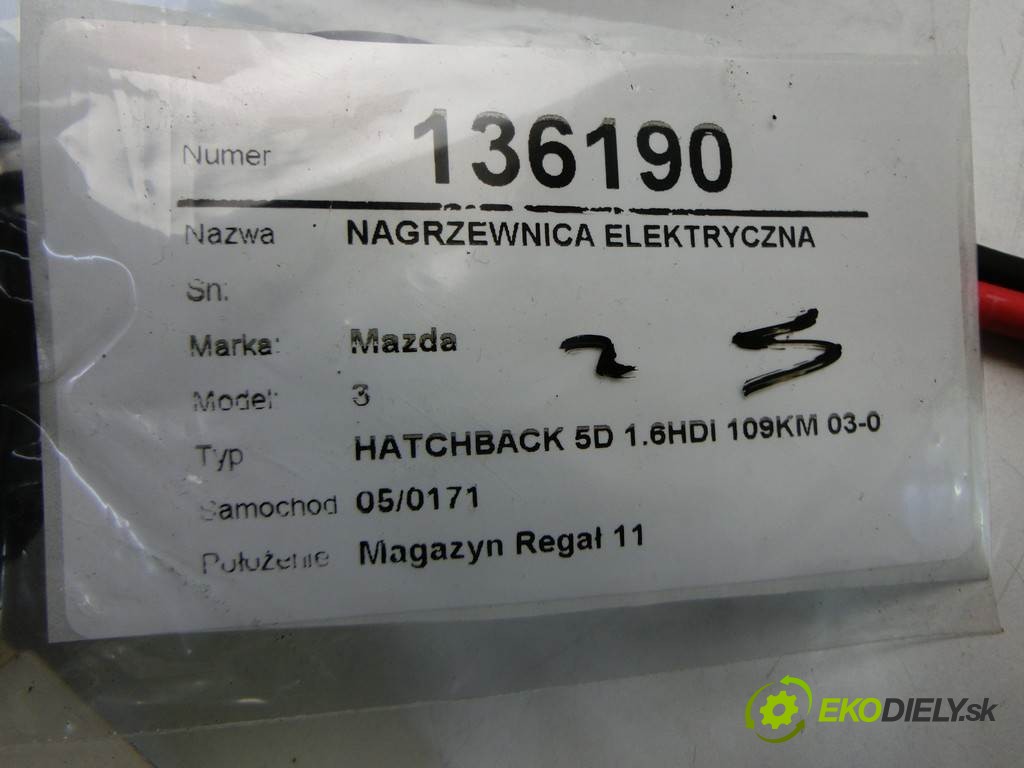 Numer 136190
Nazwa NAGRZEWNICA ELEKTRYCZNA
Sn:
Marka: Mazda
Model: 3
Typ HATCHBACK 5D 1.6HDI 109KM 03-0
Samochod 05/0171
Położenie Magazyn Regał 11
EKODIELY.sk